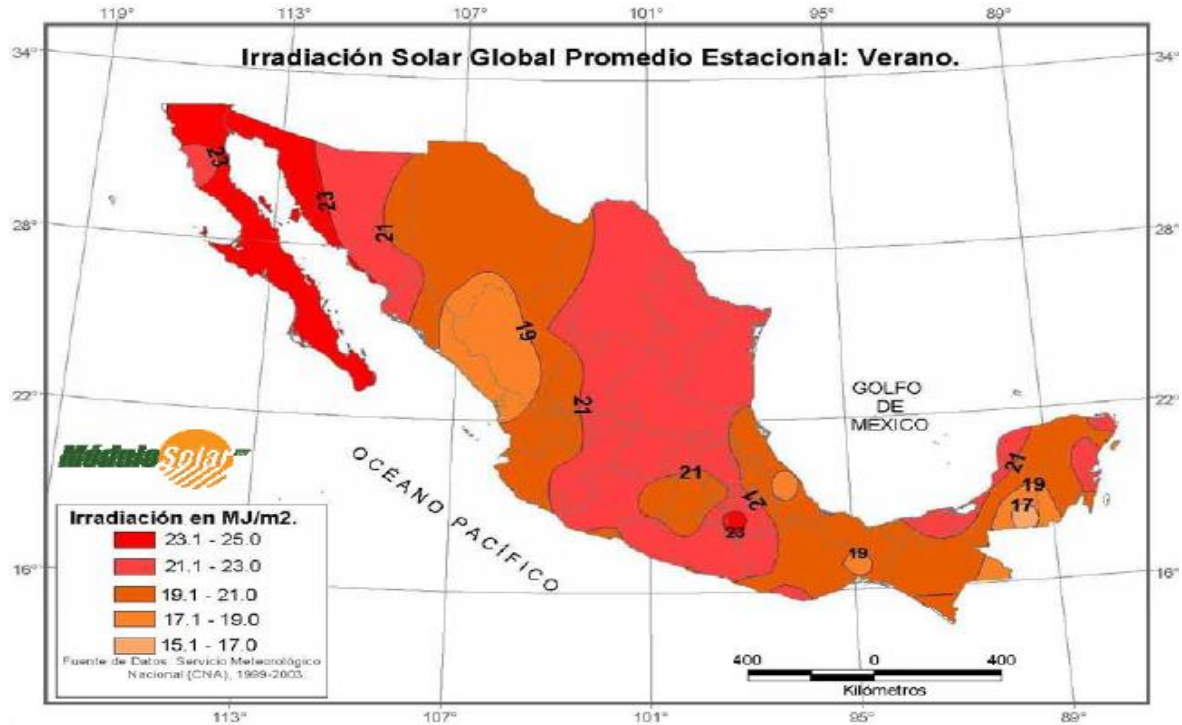 119° 113° 107° 101° 95° 89°
34° 34°
Irradiación Solar Global Promedio Estacional: Verano.
23
23
21
28° 28°
19
22° 22°
GOLFO
DE
MÉXICO
21
21
19
17
MóduloSolar
OCÉANO PACÍFICO
21
21
23
19
Irradiación en MJ/m2.
23.1 - 25.0
21.1 - 23.0
19.1 - 21.0
17.1 - 19.0
15.1 - 17.0
Fuente de Datos: Servicio Meteorológico
Nacional (CNA), 1999-2003.
16° 16°
400 0 400
Kilómetros
113° 107° 101° 95° 89°